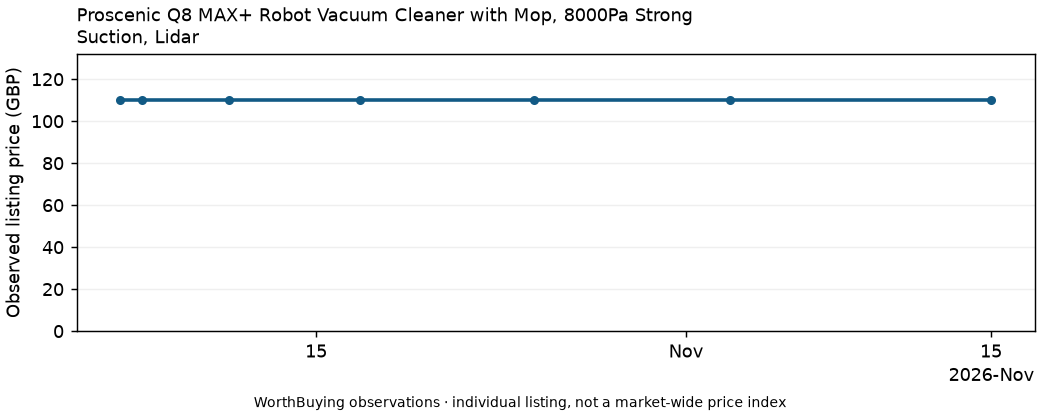 Proscenic Q8 MAX+ Robot Vacuum Cleaner with Mop, 8000Pa Strong
Suction, Lidar
Observed listing price (GBP)
120
100
80
60
40
20
0
15
Nov
15
2026-Nov
WorthBuying observations · individual listing, not a market-wide price index